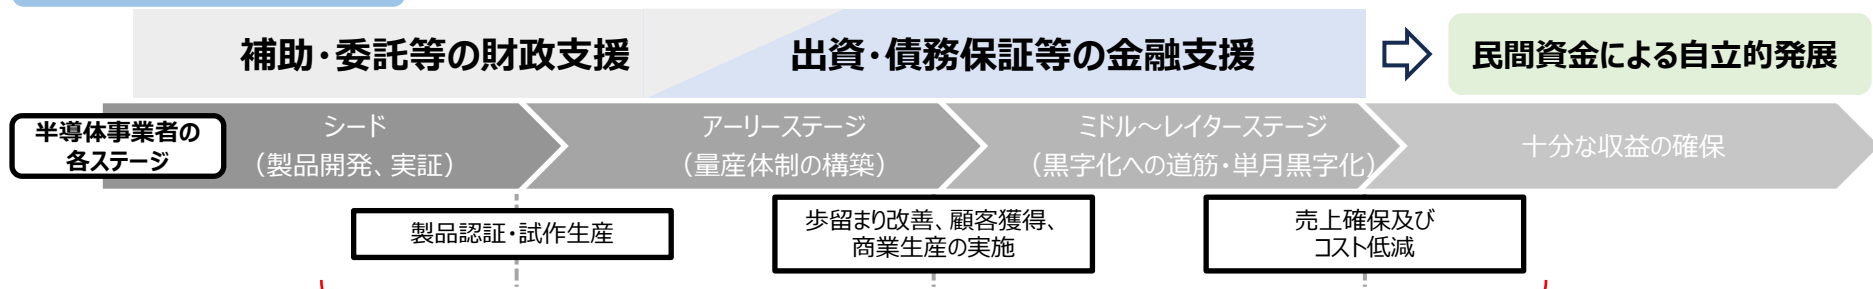 補助・委託等の財政支援
出資・債務保証等の金融支援
民間資金による自立的発展
半導体事業者の
各ステージ
シード
（製品開発、実証）
アーリーステージ
（量産体制の構築）
ミドル～レイターステージ
（黒字化への道筋・単月黒字化）
十分な収益の確保
製品認証・試作生産
歩留まり改善、顧客獲得、
商業生産の実施
売上確保及び
コスト低減